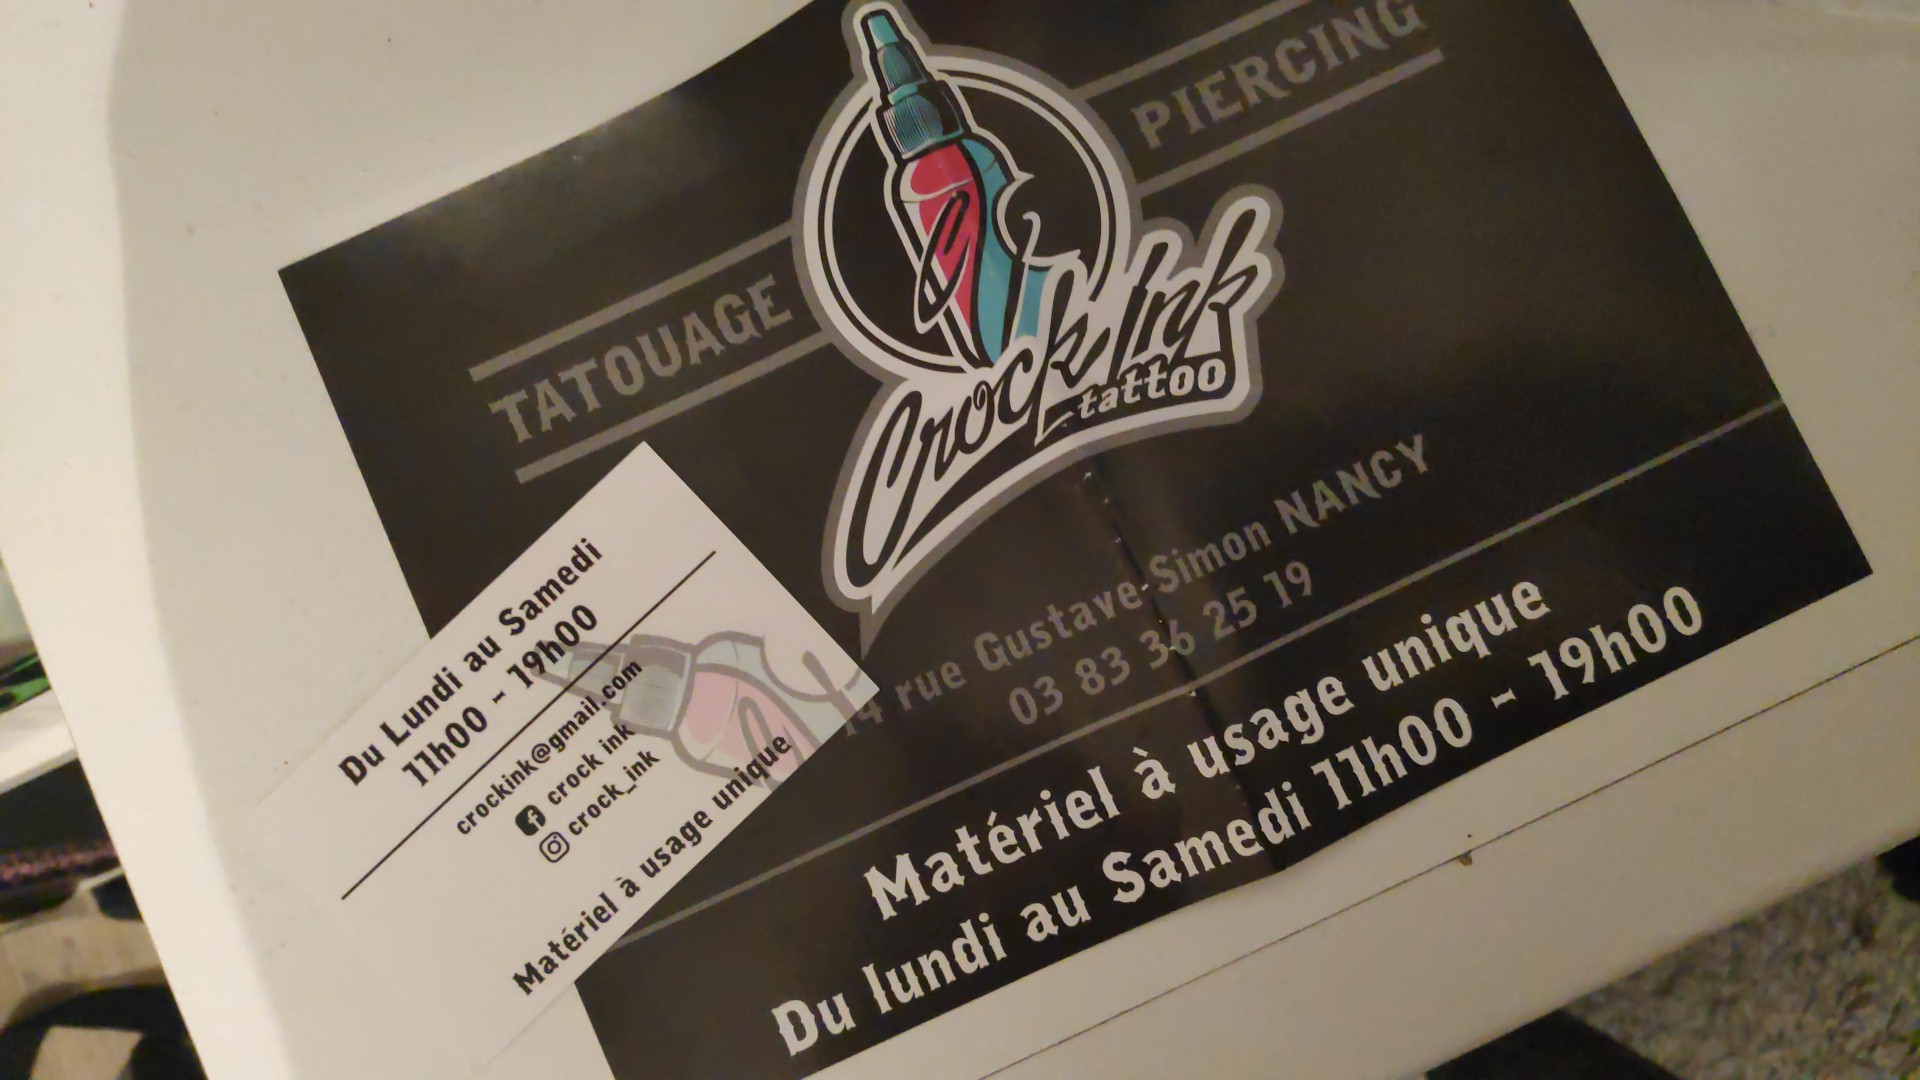 TATOUAGE
PIERCING
Crock Ink
tattoo
rue Gustave-Simon NANCY
03 83 36 25 19
Matériel à usage unique
Du lundi au Samedi 11h00 - 19h00
Du Lundi au Samedi
11h00 - 19h00
crockink@gmail.com
crock ink
crock_ink
Matériel à usage unique